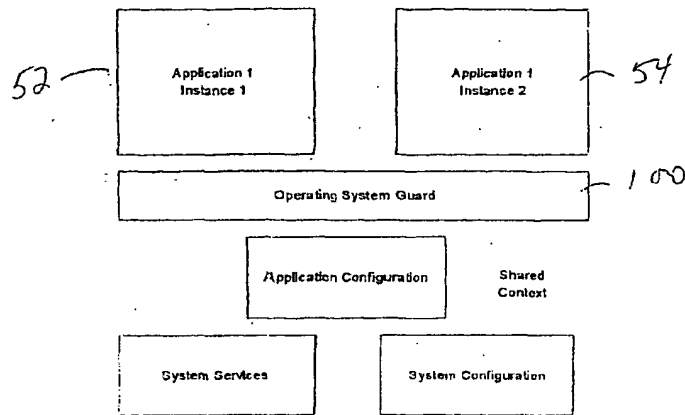 52
Application 1
Instance 1
Application 1
Instance 2
54
Operating System Guard
100
Application Configuration
Shared
Context
System Services
System Configuration